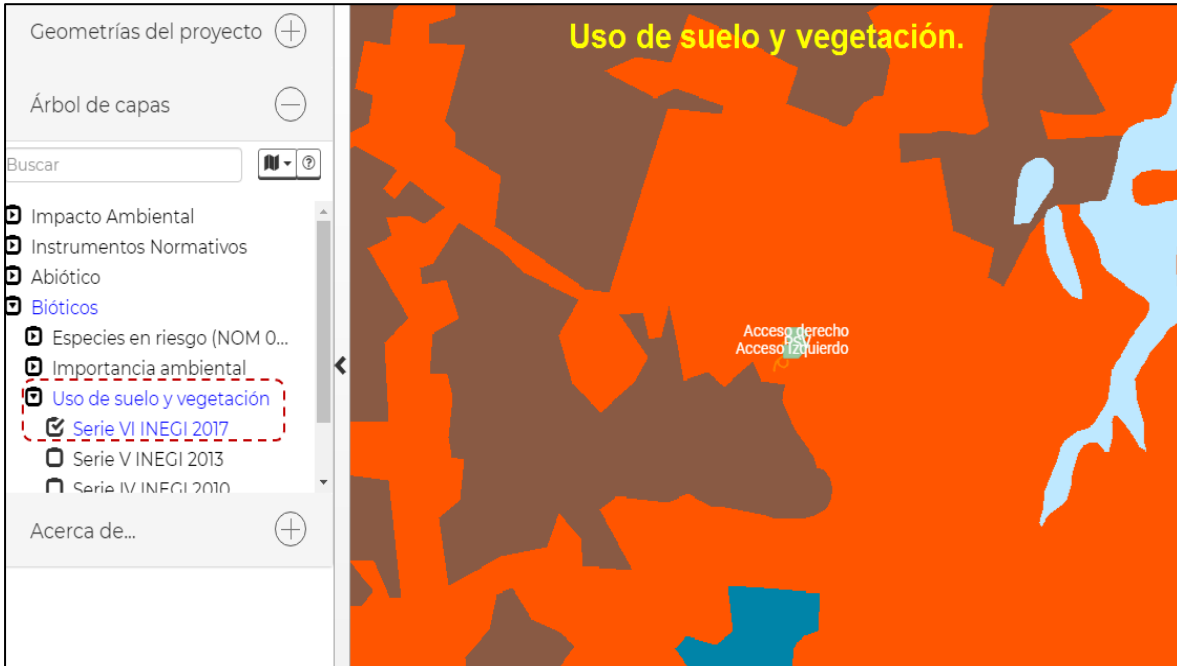 Geometrías del proyecto
Árbol de capas
Buscar
Impacto Ambiental
Instrumentos Normativos
Abiótico
Bióticos
Especies en riesgo (NOM 0...
Importancia ambiental
Uso de suelo y vegetación
Serie VI INEGI 2017
Serie V INEGI 2013
Serie IV INEGI 2010
Acerca de...
Uso de suelo y vegetación.
Acceso derecho
Acceso izquierdo